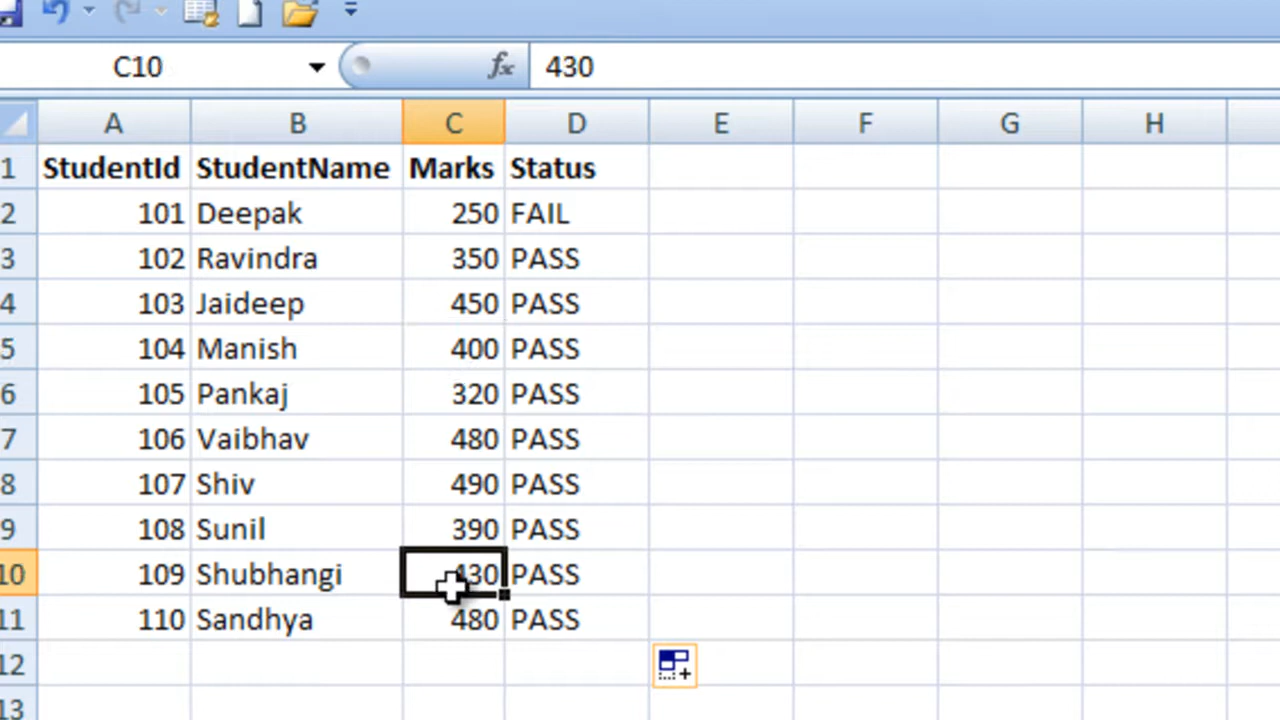 C10 fx 430
A B C D E F G H
1 StudentId StudentName Marks Status
2 101 Deepak 250 FAIL
3 102 Ravindra 350 PASS
4 103 Jaideep 450 PASS
5 104 Manish 400 PASS
6 105 Pankaj 320 PASS
7 106 Vaibhav 480 PASS
8 107 Shiv 490 PASS
9 108 Sunil 390 PASS
10 109 Shubhangi 430 PASS
11 110 Sandhya 480 PASS
12
13